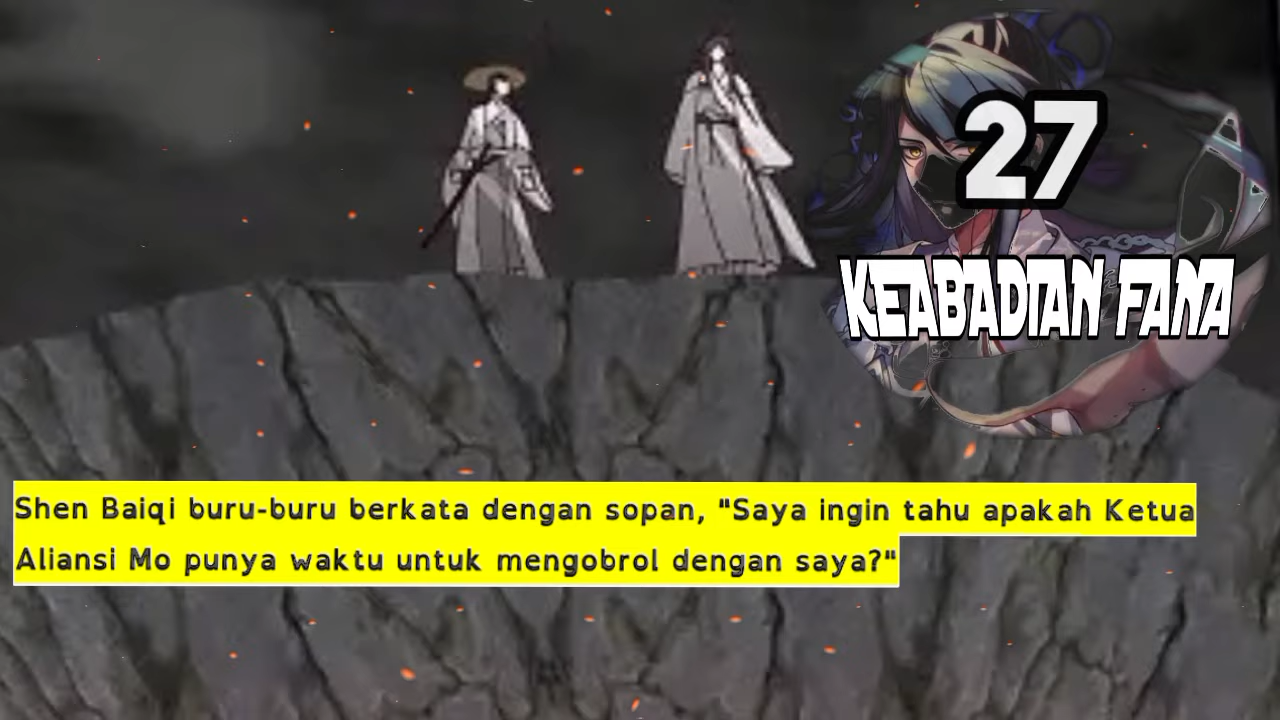 27
KEABADIAN FANA
Shen Baiqi buru-buru berkata dengan sopan, "Saya ingin tahu apakah Ketua
Aliansi Mo punya waktu untuk mengobrol dengan saya?"